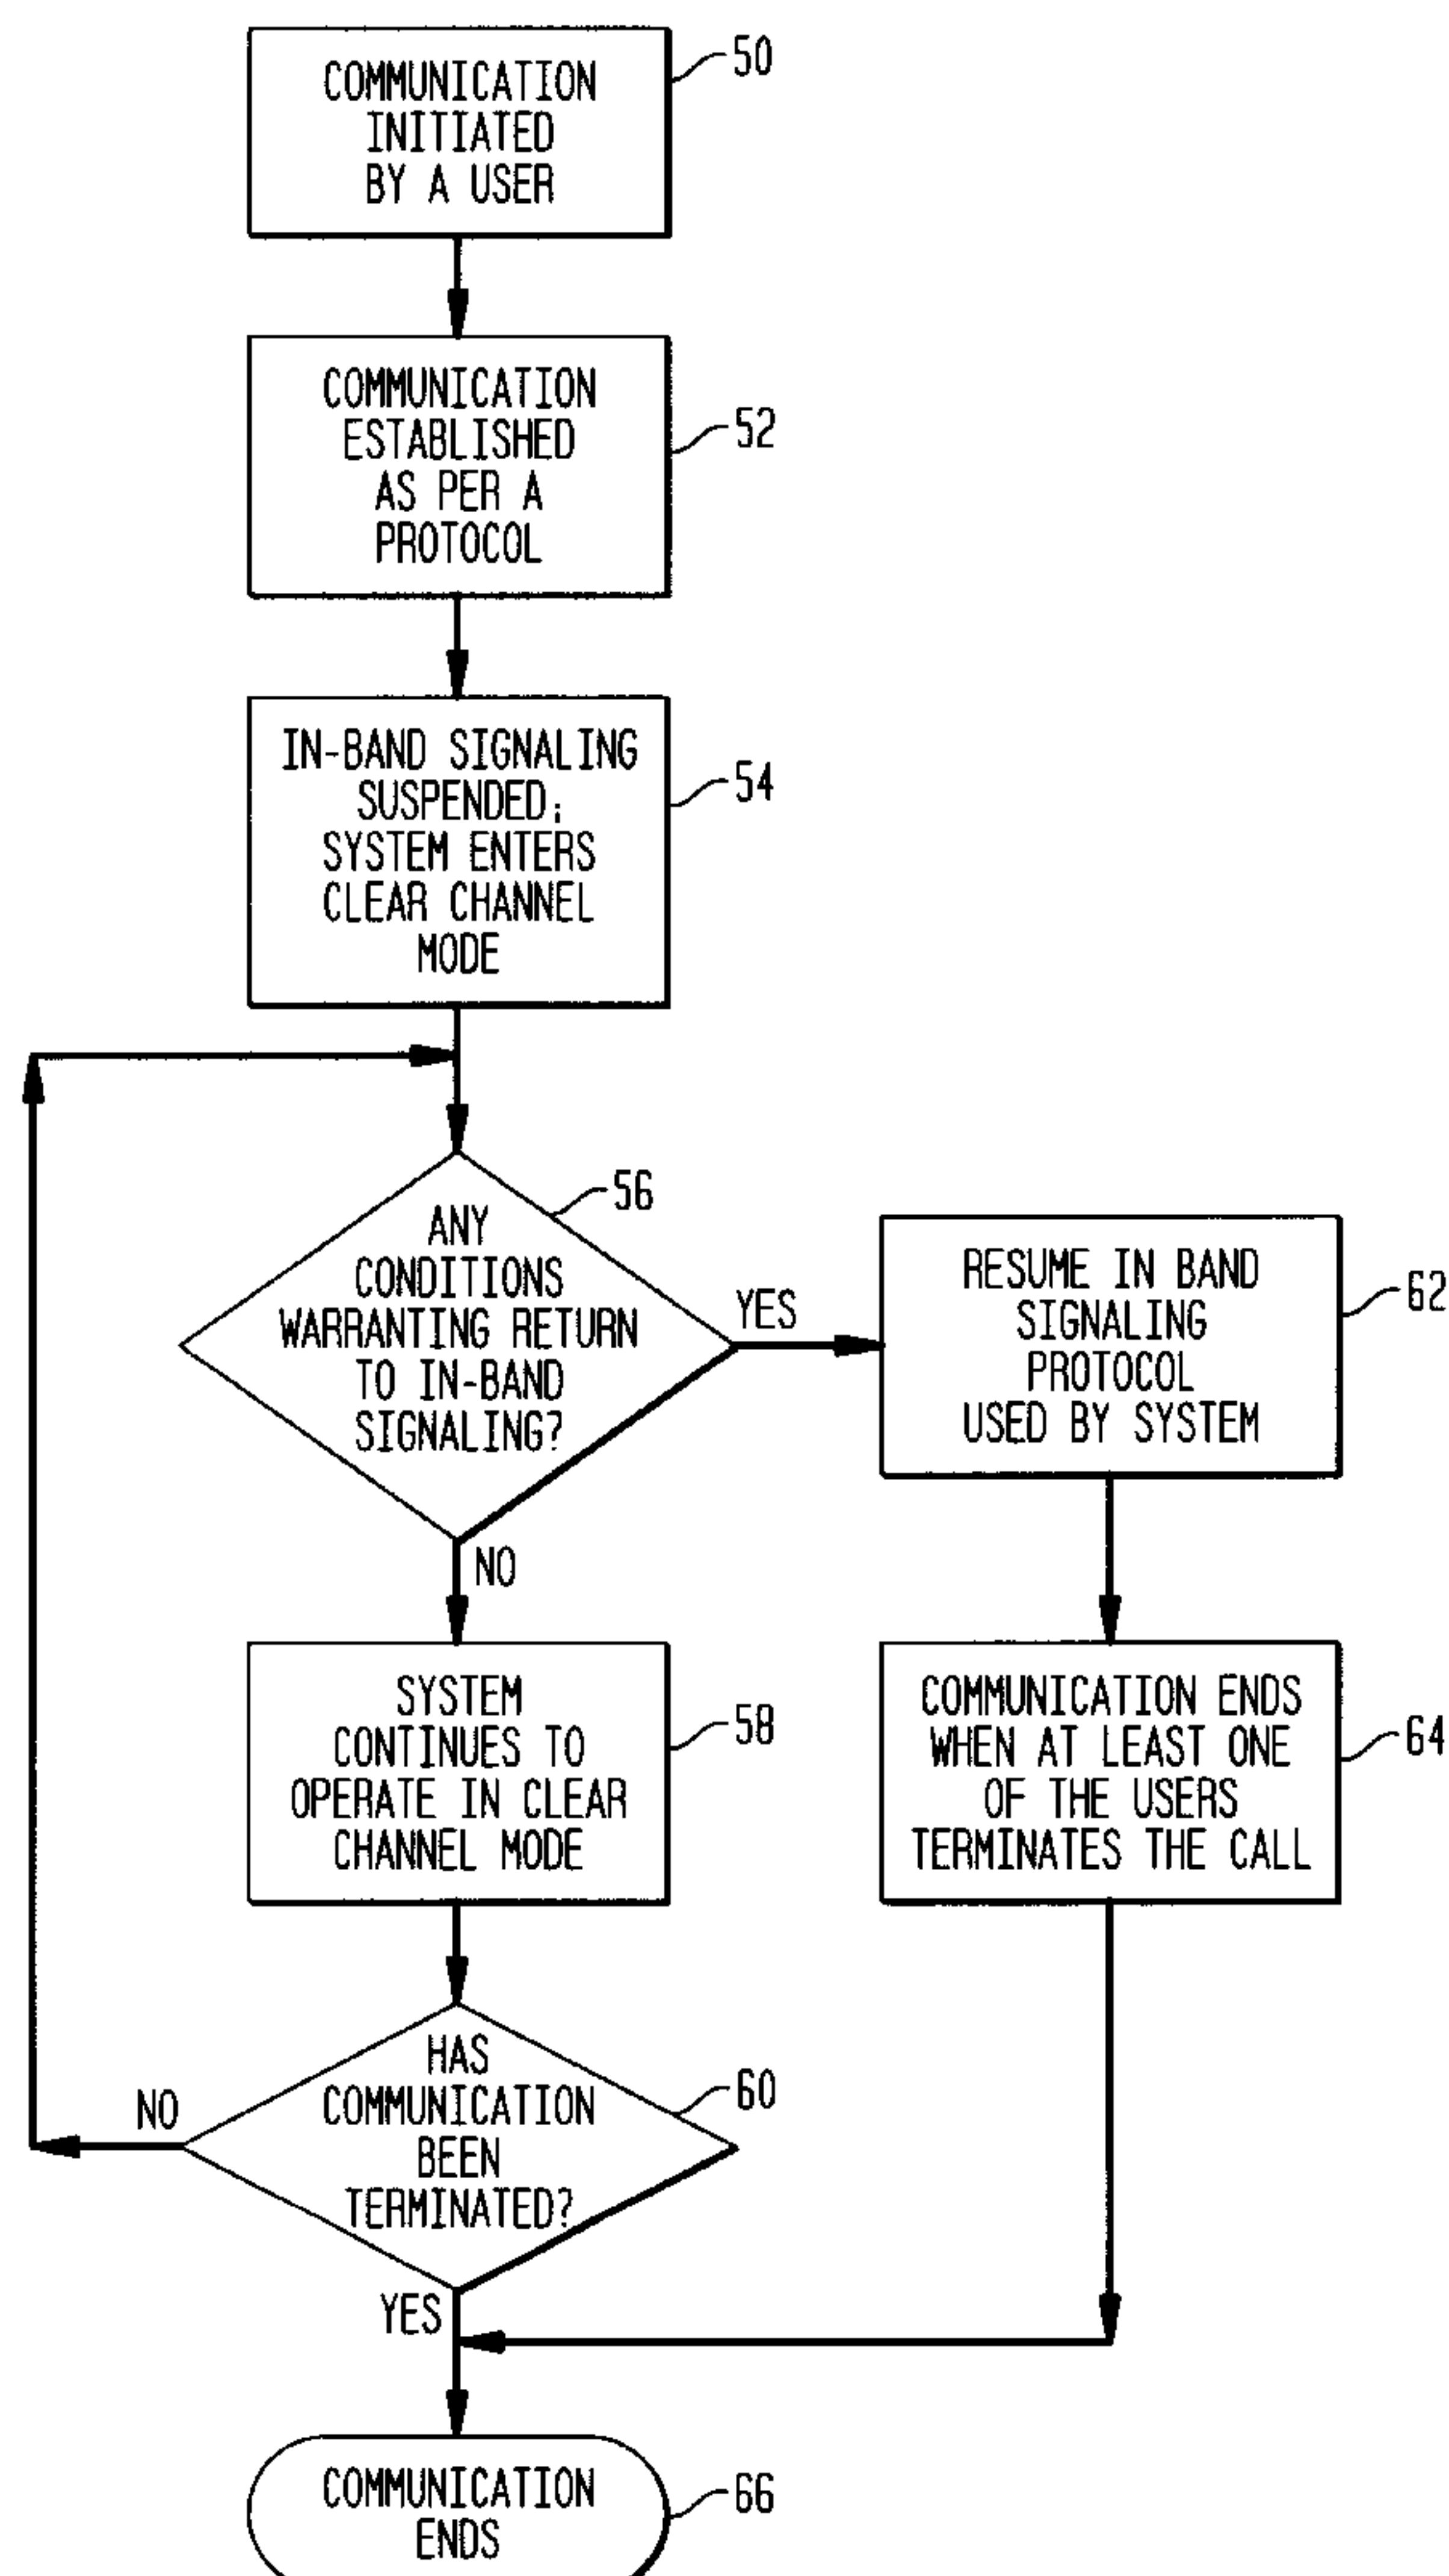 COMMUNICATION
INITIATED
BY A USER
50
COMMUNICATION
ESTABLISHED
AS PER A
PROTOCOL
52
IN-BAND SIGNALING
SUSPENDED;
SYSTEM ENTERS
CLEAR CHANNEL
MODE
54
ANY
CONDITIONS
WARRANTING RETURN
TO IN-BAND
SIGNALING?
56
YES
NO
RESUME IN BAND
SIGNALING
PROTOCOL
USED BY SYSTEM
62
SYSTEM
CONTINUES TO
OPERATE IN CLEAR
CHANNEL MODE
58
COMMUNICATION ENDS
WHEN AT LEAST ONE
OF THE USERS
TERMINATES THE CALL
64
HAS
COMMUNICATION
BEEN
TERMINATED?
60
NO
YES
COMMUNICATION
ENDS
66